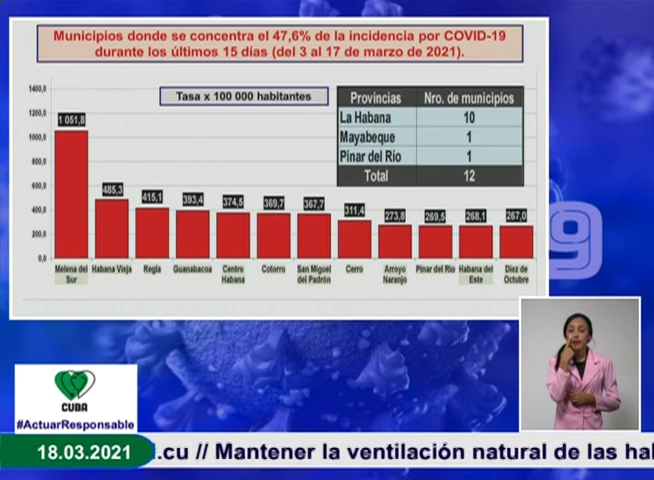 Municipios donde se concentra el 47,6% de la incidencia por COVID-19
durante los últimos 15 días (del 3 al 17 de marzo de 2021).
Tasa x 100 000 habitantes
Provincias Nro. de municipios
La Habana 10
Mayabeque 1
Pinar del Rio 1
Total 12
1400,0
1200,0
1000,0
800,0
600,0
400,0
200,0
0,0
1 051,8 485,3 415,1 393,4 374,5 369,7 367,7 311,4 273,8 269,5 268,1 267,0
Melena del Sur
Habana Vieja
Regla
Guanabacoa
Centro Habana
Cotorro
San Miguel del Padrón
Cerro
Arroyo Naranjo
Pinar del Rio
Habana del Este
Diez de Octubre
9
CUBA
#ActuarResponsable
18.03.2021 .cu // Mantener la ventilación natural de las hal